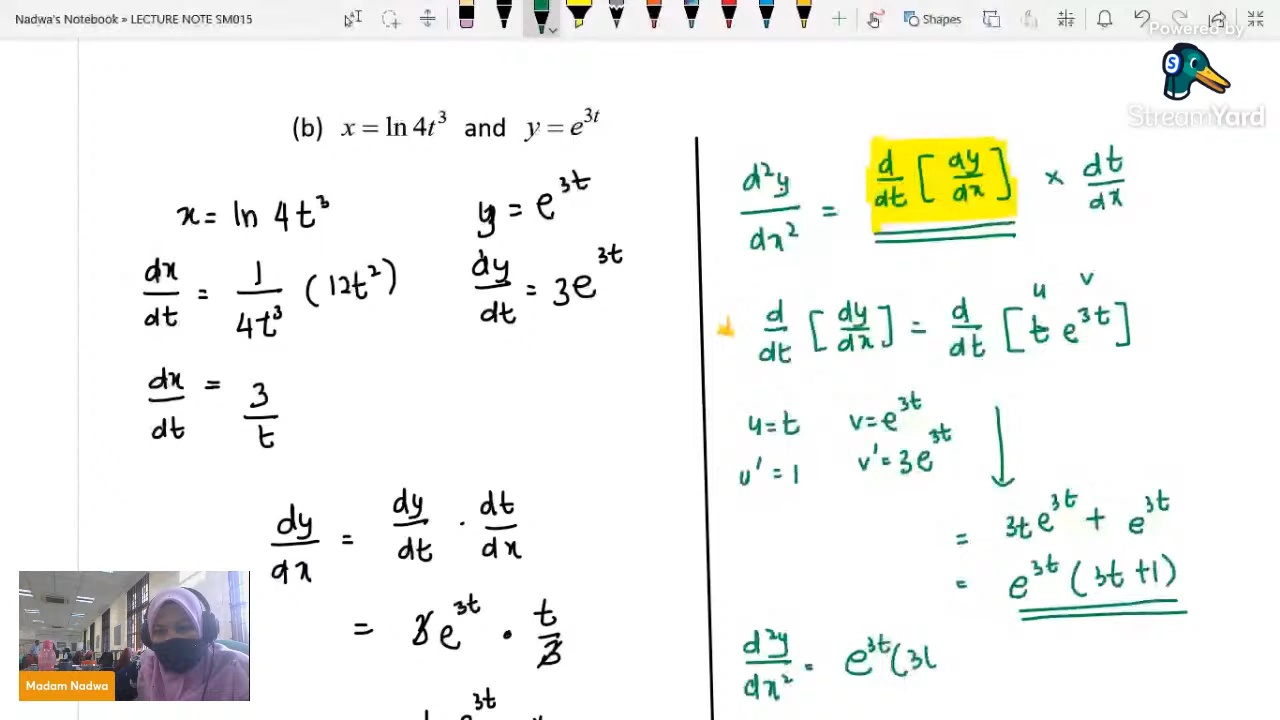 Nadwa's Notebook » LECTURE NOTE SM015
Shapes
Powered by
StreamYard
(b) x = ln 4t³ and y = e^{3t}
x = ln 4t³
dx/dt = 1/4t³ (12t²)
dx/dt = 3/t
y = e^{3t}
dy/dt = 3e^{3t}
dy/dx = dy/dt · dt/dx
= 3e^{3t} · t/3
e^{3t}
d²y/dx² = d/dt [dy/dx] × dt/dx
u v
d/dt [dy/dx] = d/dt [t e^{3t}]
u = t v = e^{3t}
u' = 1 v' = 3e^{3t}
= 3te^{3t} + e^{3t}
= e^{3t} (3t + 1)
d²y/dx² = e^{3t}(3
Madam Nadwa